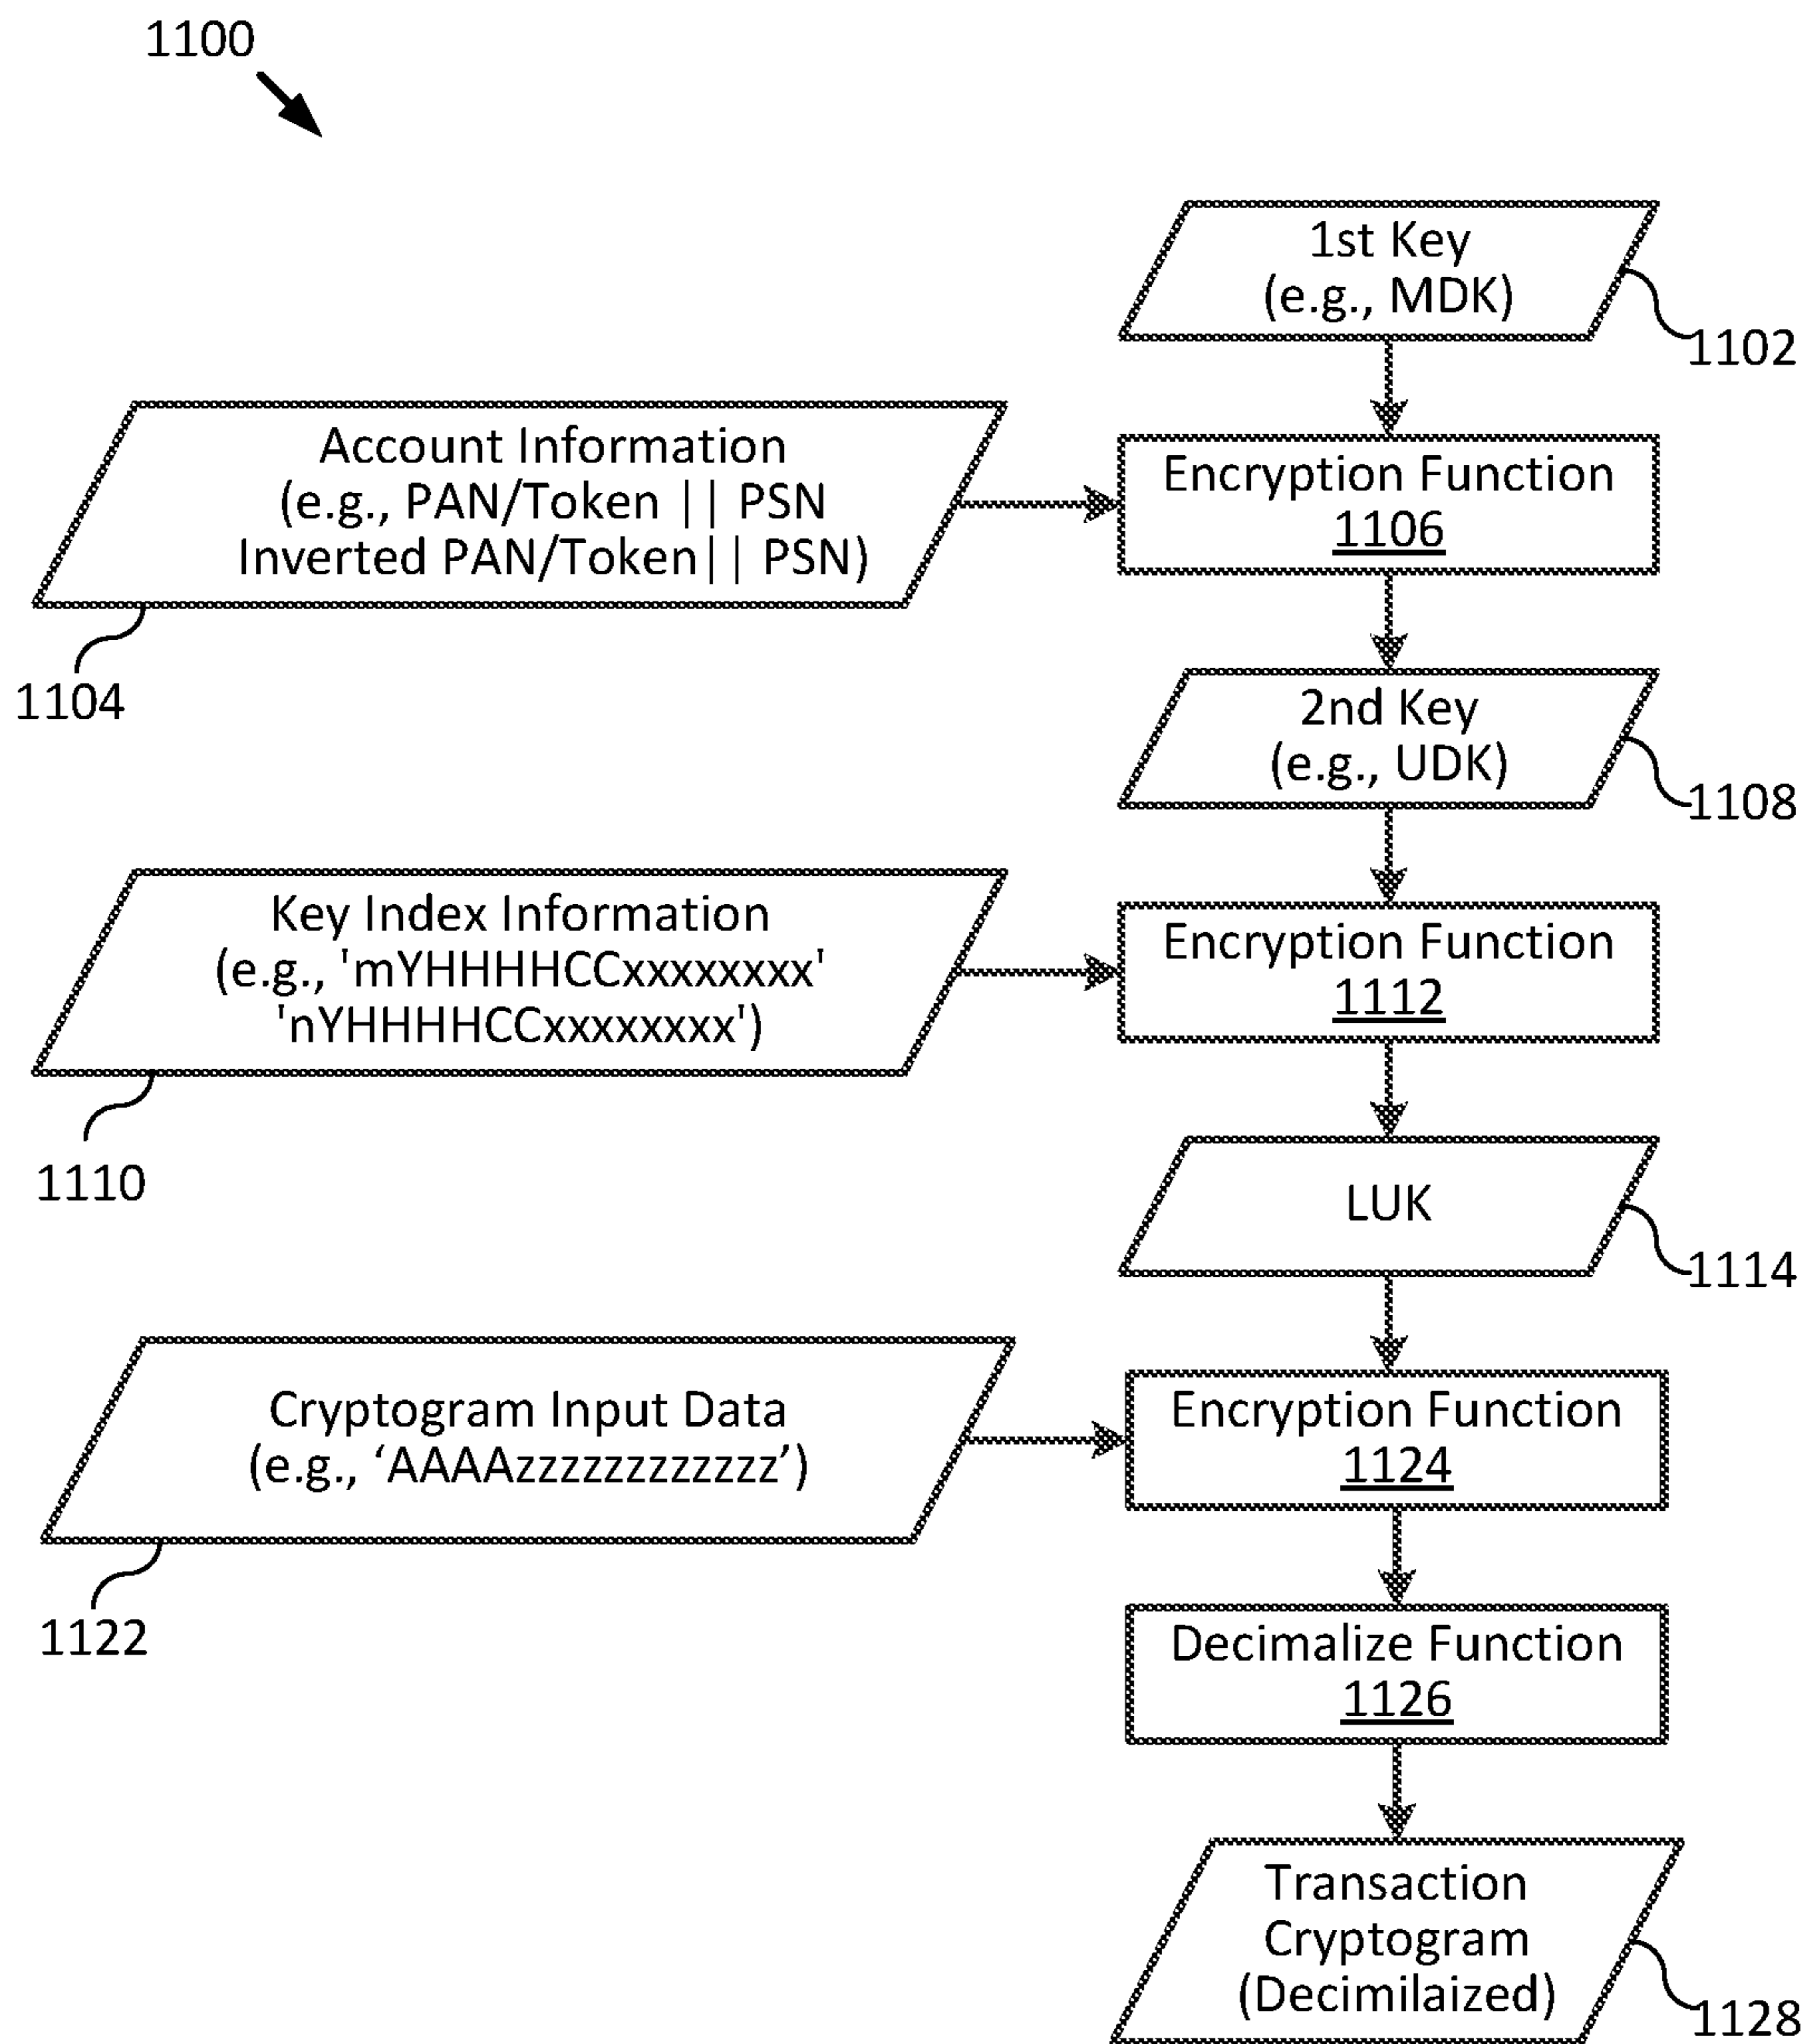 1100
1st Key
(e.g., MDK)
1102
Account Information
(e.g., PAN/Token || PSN
Inverted PAN/Token|| PSN)
1104
Encryption Function
1106
2nd Key
(e.g., UDK)
1108
Key Index Information
(e.g., 'mYHHHHCCxxxxxxxx'
'nYHHHHCCxxxxxxxx')
1110
Encryption Function
1112
LUK
1114
Cryptogram Input Data
(e.g., ‘AAAAzzzzzzzzzzzz’)
1122
Encryption Function
1124
Decimalize Function
1126
Transaction
Cryptogram
(Decimilaized)
1128